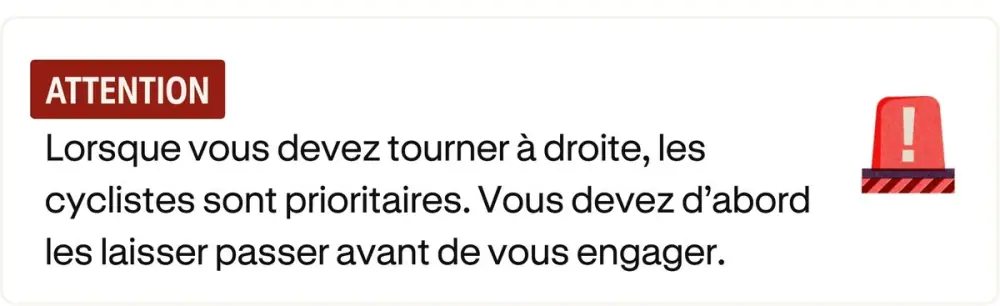 ATTENTION
Lorsque vous devez tourner à droite, les
cyclistes sont prioritaires. Vous devez d’abord
les laisser passer avant de vous engager.